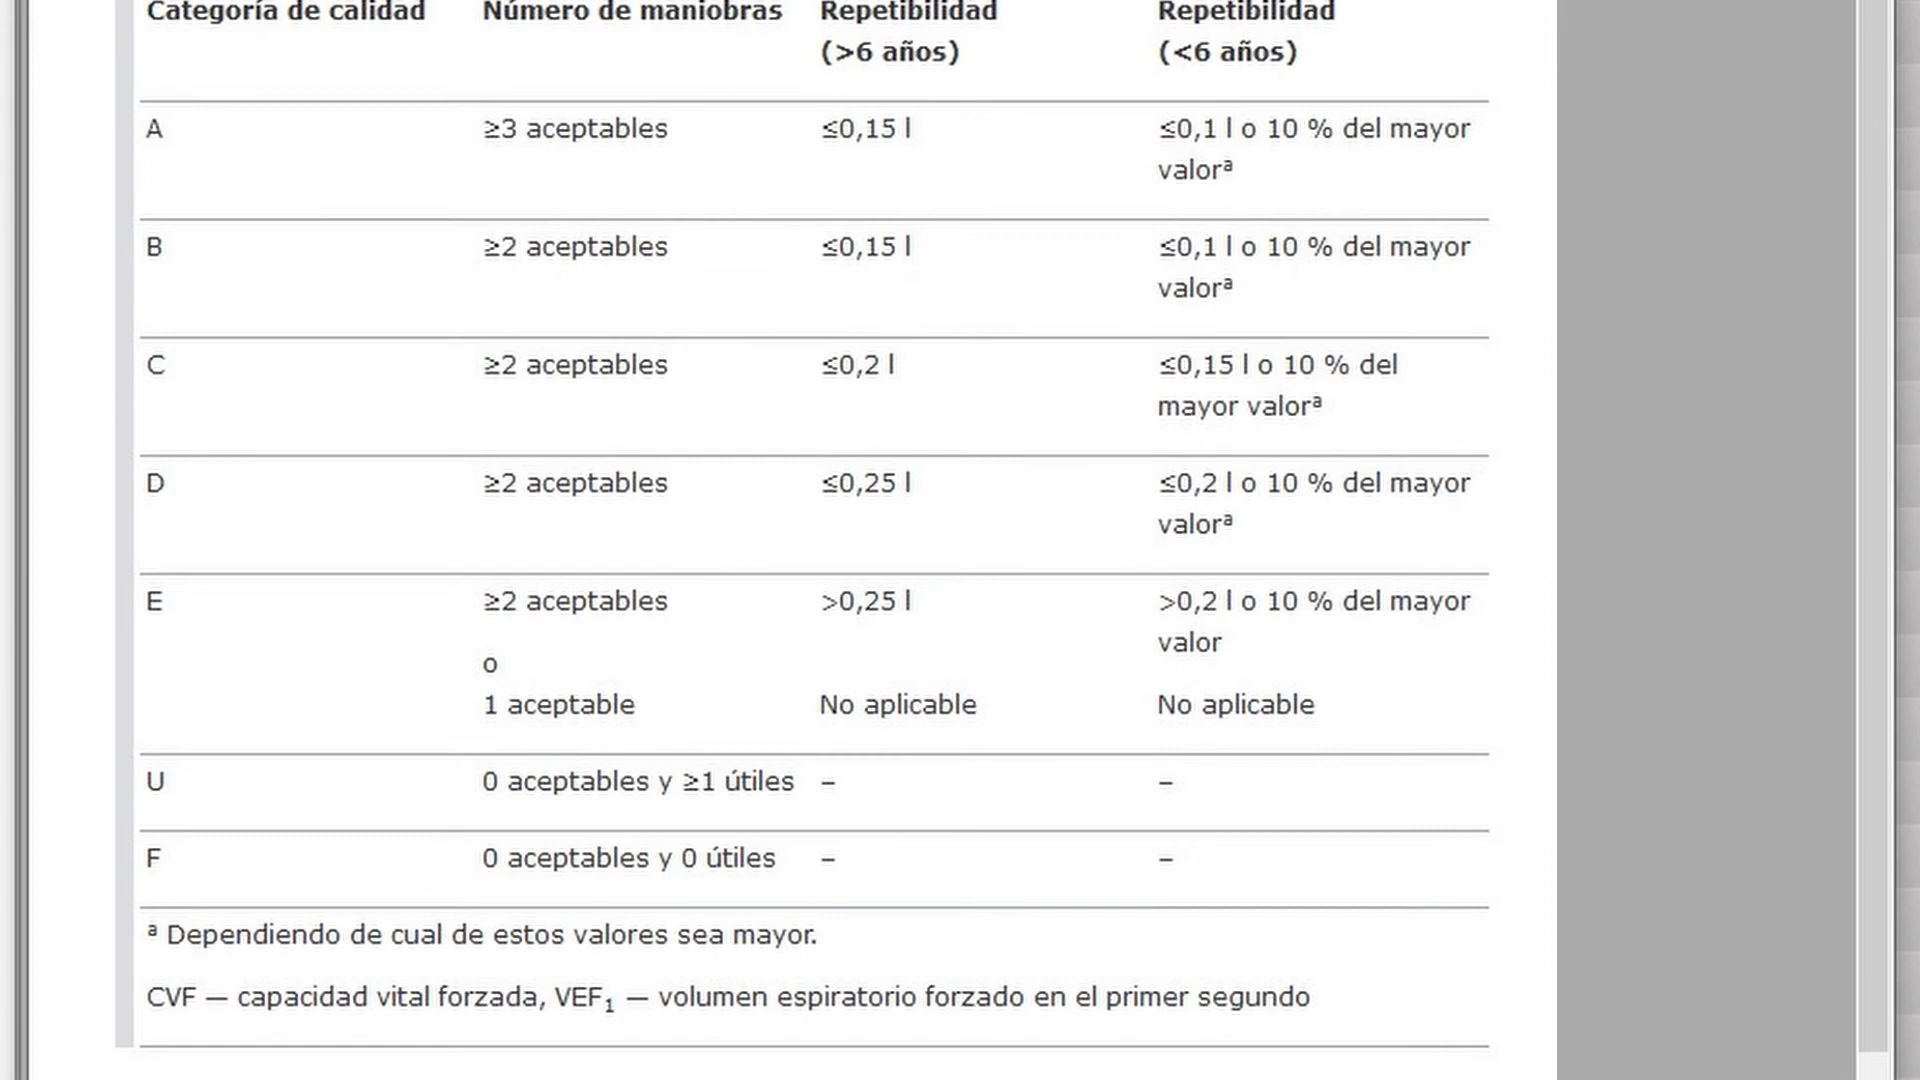 Categoría de calidad Número de maniobras Repetibilidad Repetibilidad
(>6 años) (<6 años)
A ≥3 aceptables ≤0,15 l ≤0,1 l o 10 % del mayor
valorª
B ≥2 aceptables ≤0,15 l ≤0,1 l o 10 % del mayor
valorª
C ≥2 aceptables ≤0,2 l ≤0,15 l o 10 % del
mayor valorª
D ≥2 aceptables ≤0,25 l ≤0,2 l o 10 % del mayor
valorª
E ≥2 aceptables >0,25 l >0,2 l o 10 % del mayor
valor
o
1 aceptable No aplicable No aplicable
U 0 aceptables y ≥1 útiles – –
F 0 aceptables y 0 útiles – –
ª Dependiendo de cual de estos valores sea mayor.
CVF — capacidad vital forzada, VEF₁ — volumen espiratorio forzado en el primer segundo